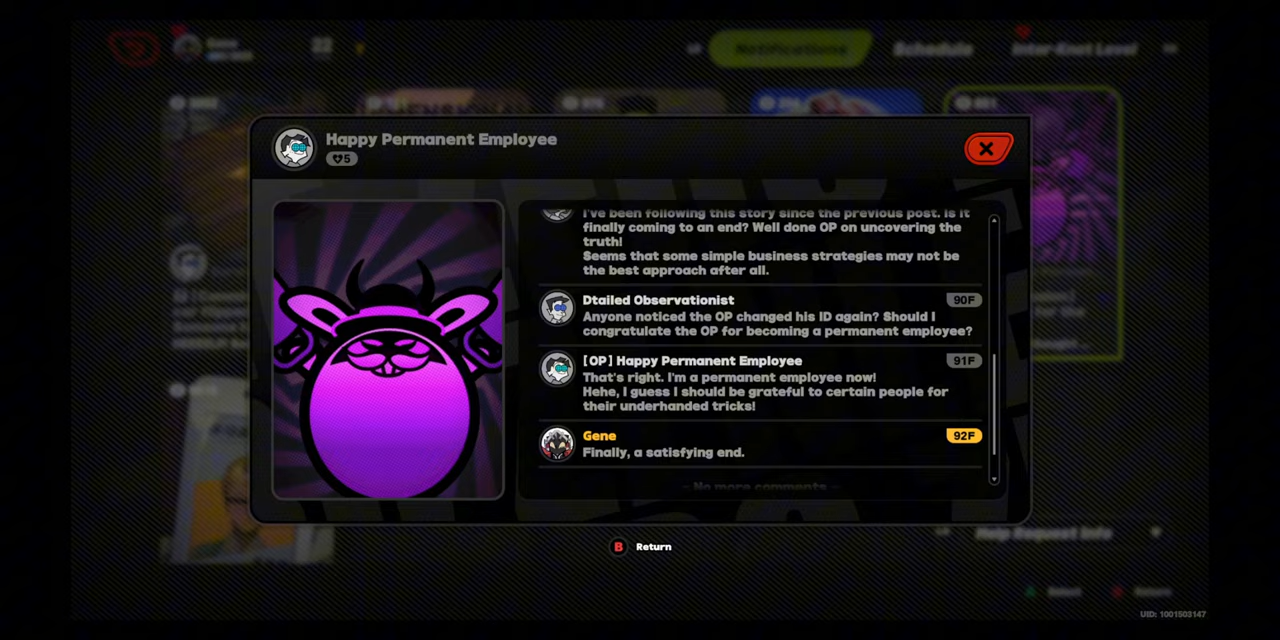 Notifications
Schedule
Inter-Knot Level
Happy Permanent Employee
5
I've been following this story since the previous post. Is it
finally coming to an end? Well done OP on uncovering the
truth!
Seems that some simple business strategies may not be
the best approach after all.
Dtailed Observationist
90F
Anyone noticed the OP changed his ID again? Should I
congratulate the OP for becoming a permanent employee?
[OP] Happy Permanent Employee
91F
That's right. I'm a permanent employee now!
Hehe, I guess I should be grateful to certain people for
their underhanded tricks!
Gene
92F
Finally, a satisfying end.
- No more comments -
B Return
Help Request Info
Return
Return
UID: 1001503147